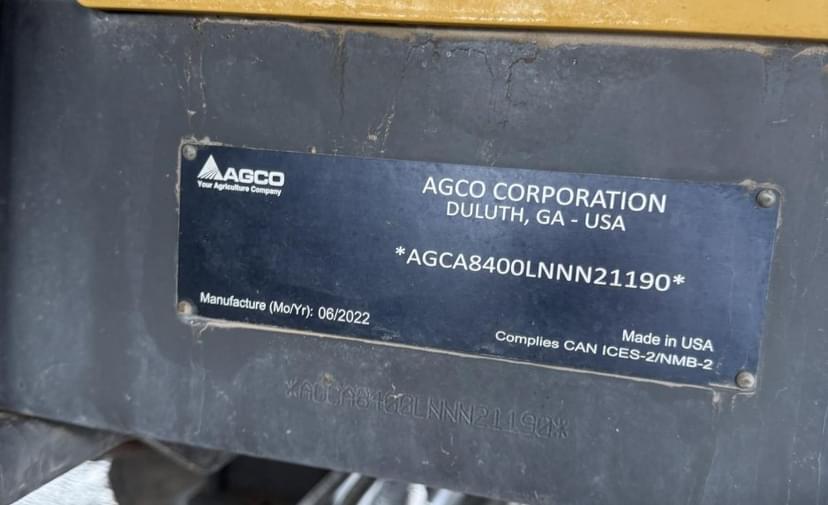 AGCO
Your Agriculture Company
AGCO CORPORATION
DULUTH, GA - USA
*AGCA8400LNNN21190*
Manufacture (Mo/Yr): 06/2022
Made in USA
Complies CAN ICES-2/NMB-2
*AGCA8400LNNN21190*